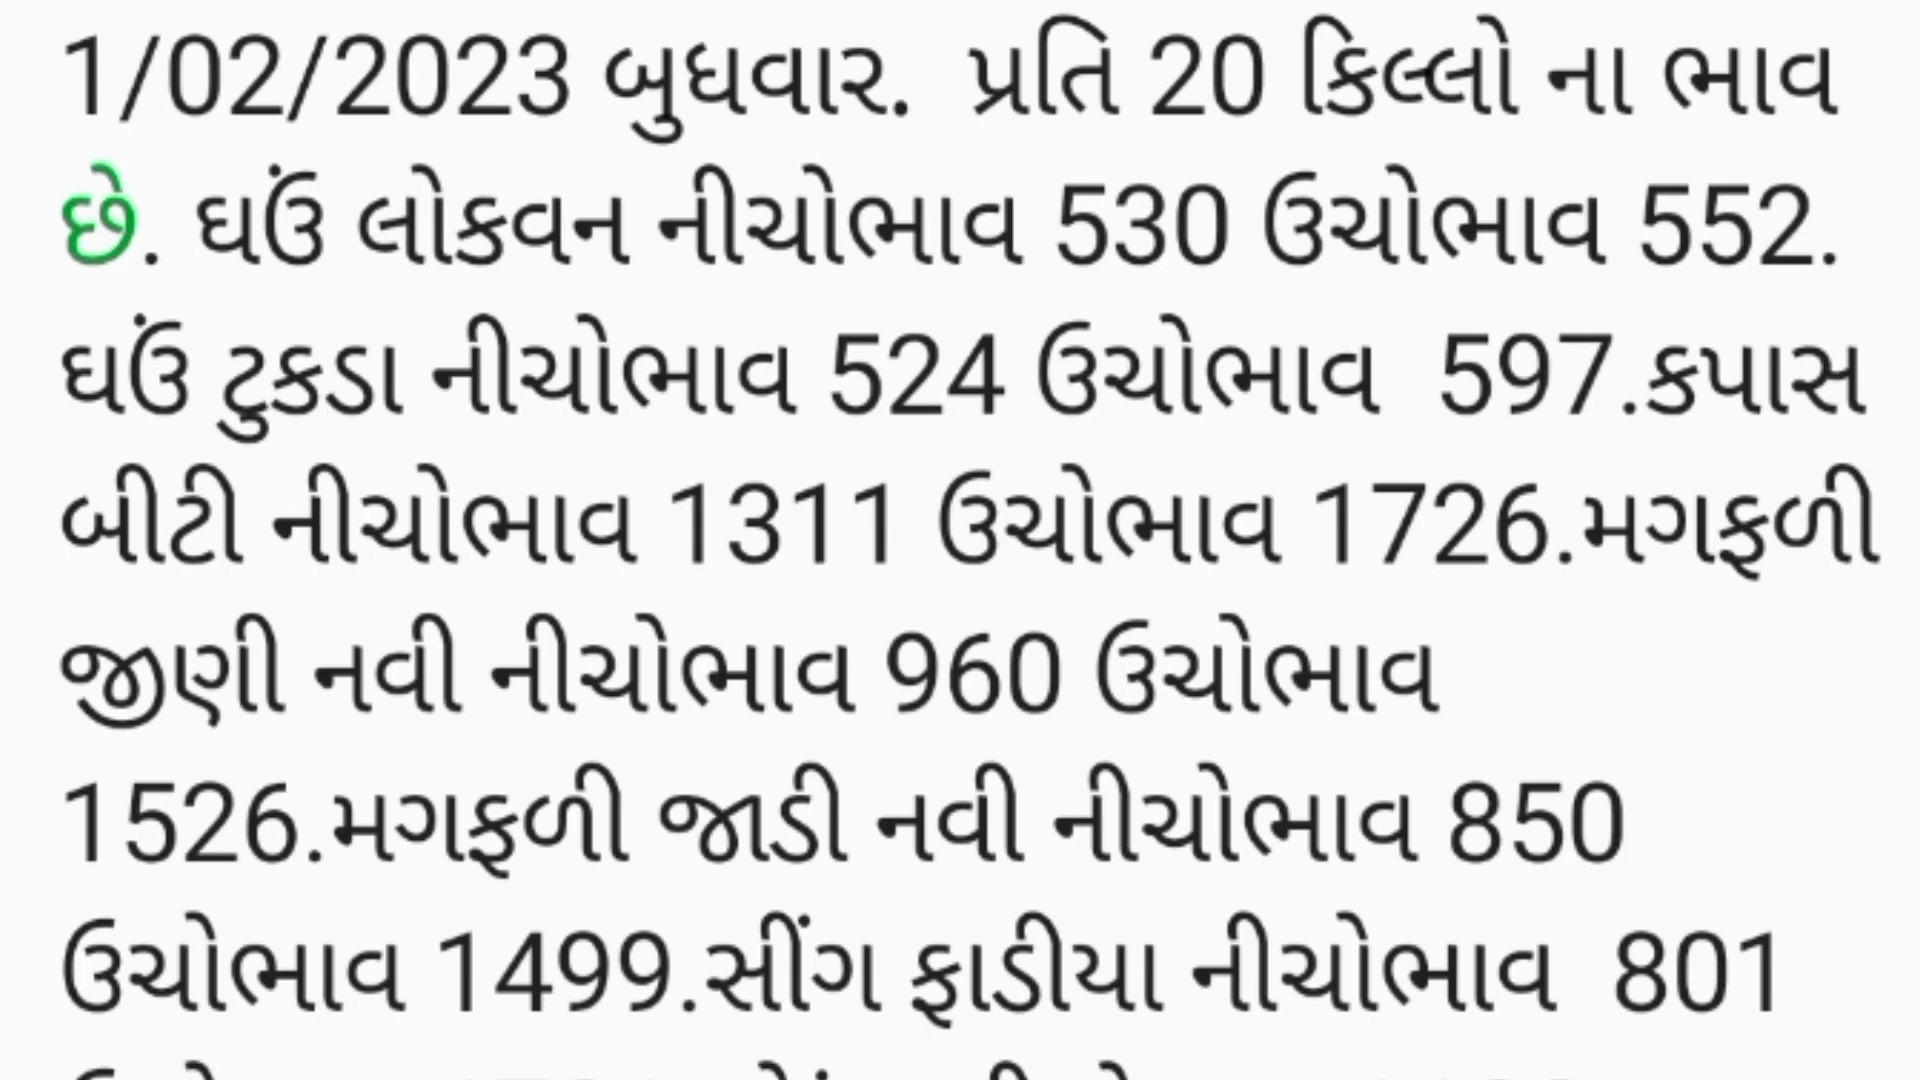 1/02/2023 બુધવાર.  પ્રતિ 20 કિલ્લો ના ભાવ
છે. ઘઉં લોકવન નીચોભાવ 530 ઉચોભાવ 552.
ઘઉં ટુકડા નીચોભાવ 524 ઉચોભાવ  597.કપાસ
બીટી નીચોભાવ 1311 ઉચોભાવ 1726.મગફળી
જીણી નવી નીચોભાવ 960 ઉચોભાવ
1526.મગફળી જાડી નવી નીચોભાવ 850
ઉચોભાવ 1499.સીંગ ફાડીયા નીચોભાવ  801